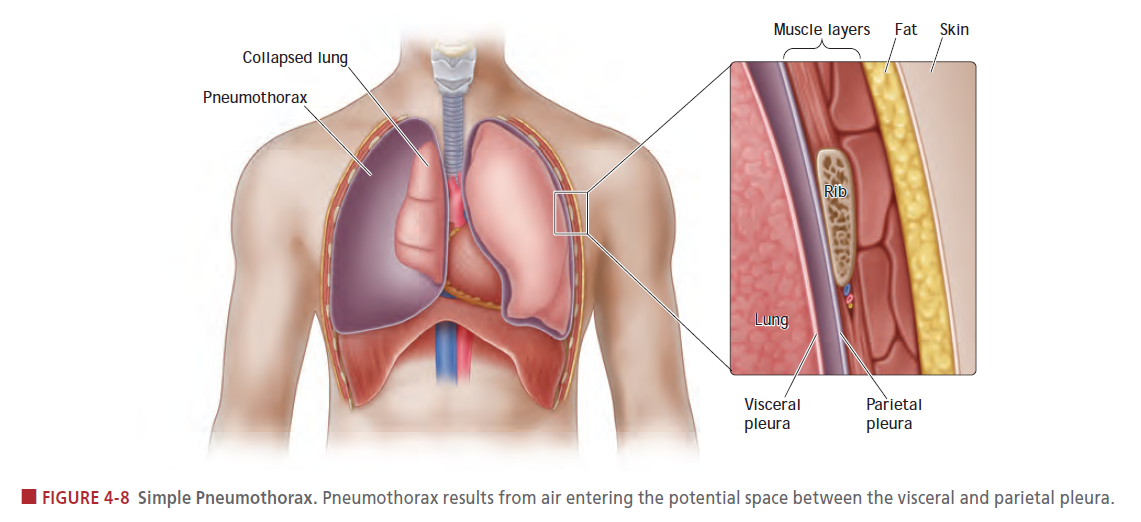 Muscle layers Fat Skin
Collapsed lung
Pneumothorax
Rib
Lung
Visceral
pleura
Parietal
pleura
FIGURE 4-8 Simple Pneumothorax. Pneumothorax results from air entering the potential space between the visceral and parietal pleura.